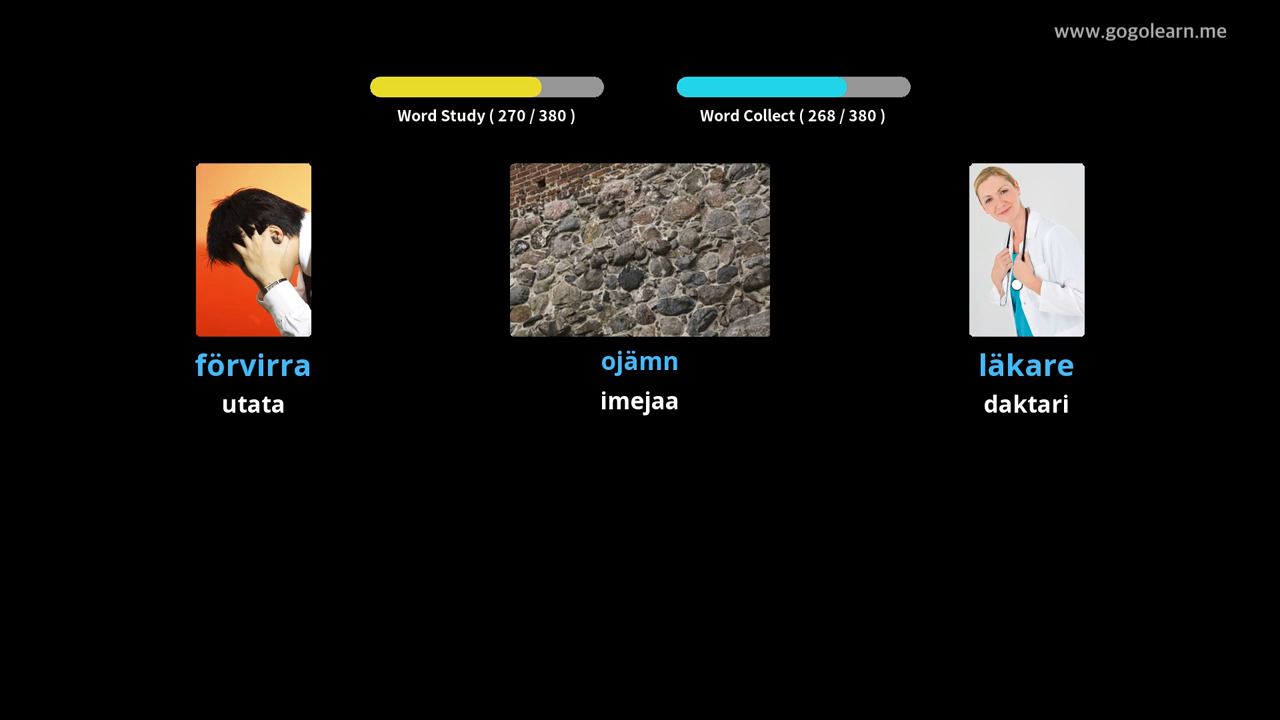 www.gogolearn.me
Word Study ( 270 / 380 )
Word Collect ( 268 / 380 )
förvirra
utata
ojämn
imejaa
läkare
daktari